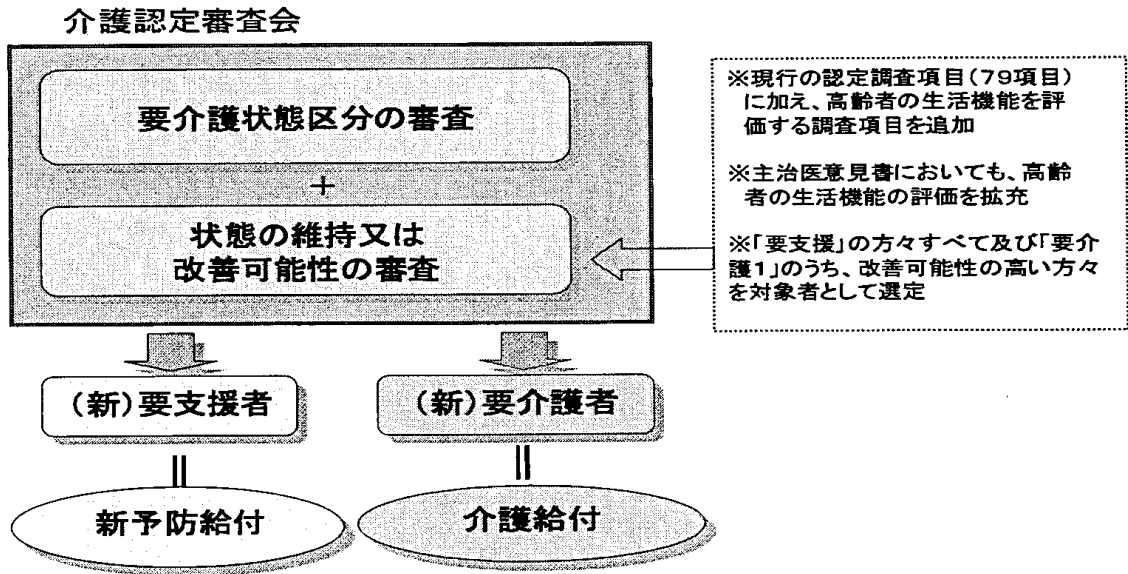 介護認定審査会
要介護状態区分の審査
+
状態の維持又は
改善可能性の審査
※現行の認定調査項目(79項目)
に加え、高齢者の生活機能を評
価する調査項目を追加
※主治医意見書においても、高齢
者の生活機能の評価を拡充
※「要支援」の方々すべて及び「要介
護1」のうち、改善可能性の高い方々
を対象者として選定
(新)要支援者
(新)要介護者
新予防給付
介護給付